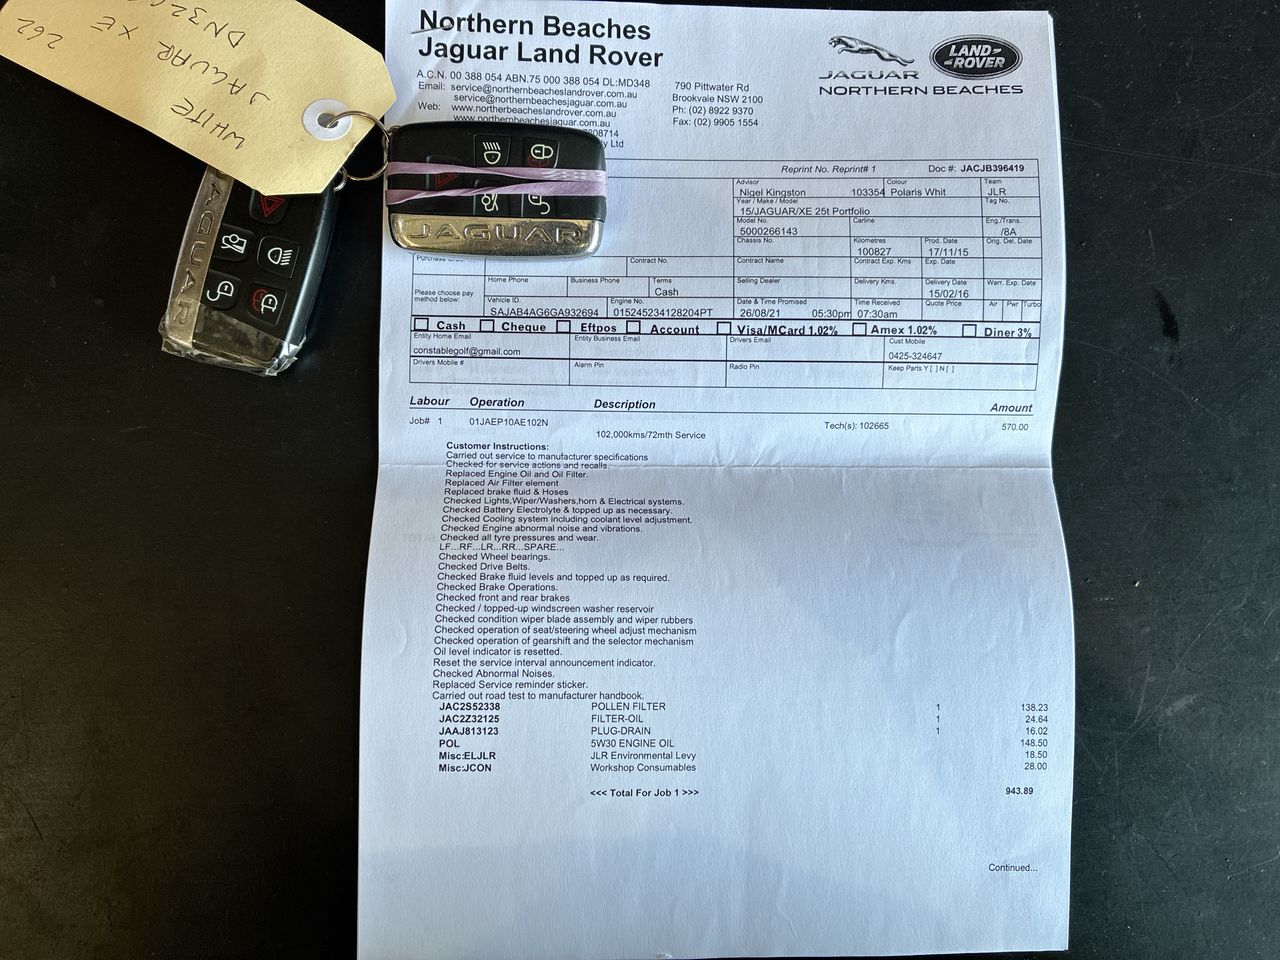 Northern Beaches
Jaguar Land Rover
A.C.N. 00 388 054 ABN.75 000 388 054 DL:MD348
Email: service@northernbeacheslandrover.com.au
service@northernbeachesjaguar.com.au
Web: www.northerbeacheslandrover.com.au
www.northernbeachesjaguar.com.au
7808714
y Ltd
790 Pittwater Rd
Brookvale NSW 2100
Ph: (02) 8922 9370
Fax: (02) 9905 1554
JAGUAR
LAND ROVER
NORTHERN BEACHES
WHITE
JAGUAR XE
262
JAGUAR
JAGUAR
Reprint No. Reprint# 1 Doc #: JACJB396419
Advisor Colour Team
Nigel Kingston 103354 Polaris Whit JLR
Year / Make / Model Tag No.
15/JAGUAR/XE 25t Portfolio
Model No. Carline Eng./Trans.
5000266143 /8A
Chassis No. Kilometres Prod. Date Orig. Del. Date
100827 17/11/15
Contract No. Contract Name Contract Exp. Kms Exp. Date
Home Phone Business Phone Terms Selling Dealer Delivery Kms. Delivery Date Warr. Exp. Date
Cash 15/02/16
Please choose pay method below:
Vehicle ID. Engine No. Date & Time Promised Time Received Quote Price Air Pwr Turbo
SAJAB4AG6GA932694 015245234128204PT 26/08/21 05:30pm 07:30am
Cash Cheque Eftpos Account Visa/MCard 1.02% Amex 1.02% Diner 3%
Entity Home Email Entity Business Email Drivers Email Cust Mobile
constablegolf@gmail.com 0425-324647
Drivers Mobile # Alarm Pin Radio Pin Keep Parts Y [ ] N [ ]
Labour Operation Description Amount
Job# 1 01JAEP10AE102N Tech(s): 102665 570.00
102,000kms/72mth Service
Customer Instructions:
Carried out service to manufacturer specifications
Checked for service actions and recalls.
Replaced Engine Oil and Oil Filter.
Replaced Air Filter element
Replaced brake fluid & Hoses
Checked Lights,Wiper/Washers,horn & Electrical systems.
Checked Battery Electrolyte & topped up as necessary.
Checked Cooling system including coolant level adjustment.
Checked Engine abnormal noise and vibrations.
Checked all tyre pressures and wear.
LF...RF...LR...RR...SPARE...
Checked Wheel bearings.
Checked Drive Belts.
Checked Brake fluid levels and topped up as required.
Checked Brake Operations.
Checked front and rear brakes
Checked / topped-up windscreen washer reservoir
Checked condition wiper blade assembly and wiper rubbers
Checked operation of seat/steering wheel adjust mechanism
Checked operation of gearshift and the selector mechanism
Oil level indicator is resetted.
Reset the service interval announcement indicator.
Checked Abnormal Noises.
Replaced Service reminder sticker.
Carried out road test to manufacturer handbook.
JAC2S52338 POLLEN FILTER 1 138.23
JAC2Z32125 FILTER-OIL 1 24.64
JAAJ813123 PLUG-DRAIN 1 16.02
POL 5W30 ENGINE OIL 148.50
Misc:ELJLR JLR Environmental Levy 18.50
Misc:JCON Workshop Consumables 28.00
<<< Total For Job 1 >>> 943.89
Continued...